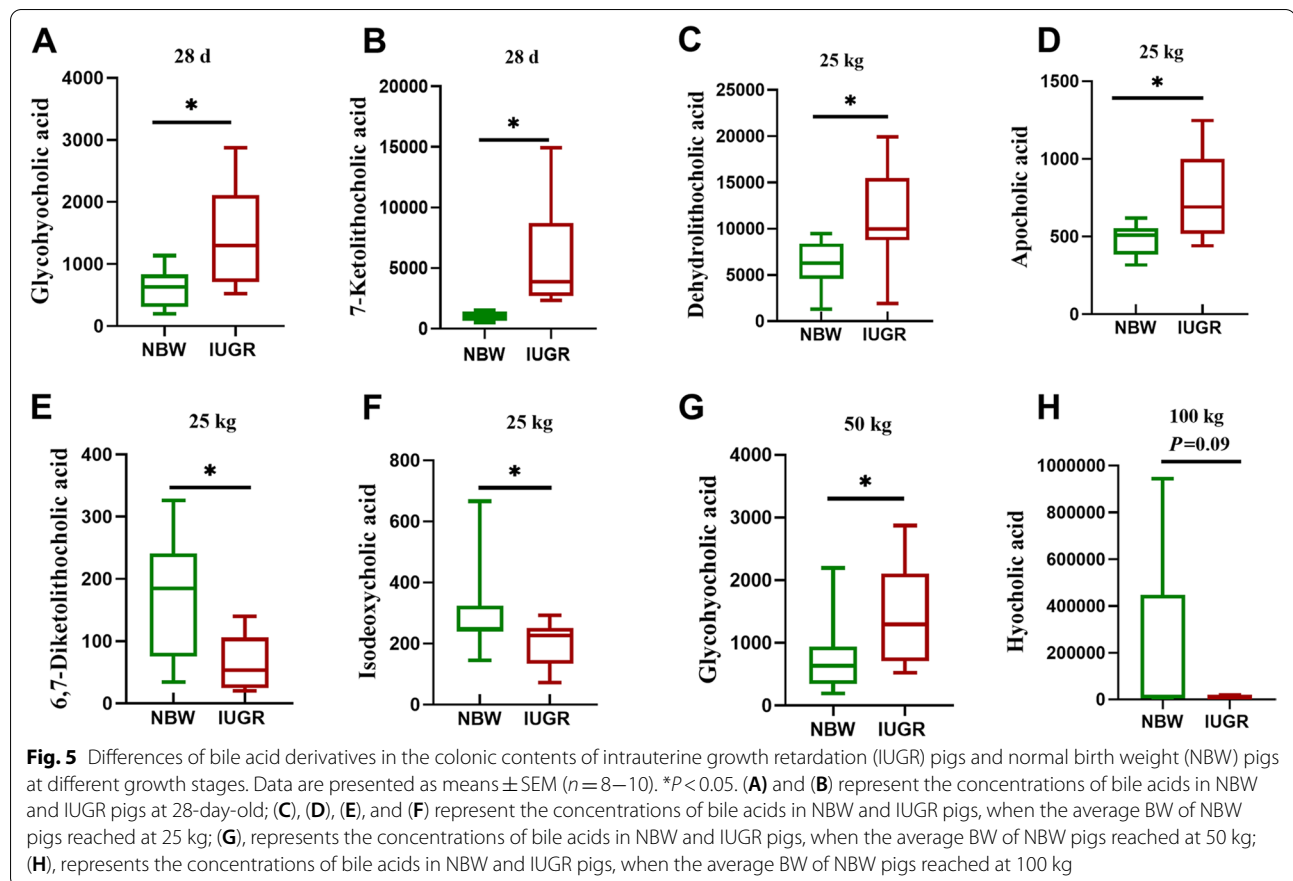 A
28 d
Glycohyocholic acid
4000
3000
2000
1000
0
*
NBW IUGR
B
28 d
7-Ketolithocholic acid
20000
15000
10000
5000
0
*
NBW IUGR
C
25 kg
Dehydrolithocholic acid
25000
20000
15000
10000
5000
0
*
NBW IUGR
D
25 kg
Apocholic acid
1500
1000
500
0
*
NBW IUGR
E
25 kg
6,7-Diketolithocholic acid
400
300
200
100
0
*
NBW IUGR
F
25 kg
Isodeoxycholic acid
800
600
400
200
0
*
NBW IUGR
G
50 kg
Glycohyocholic acid
4000
3000
2000
1000
0
*
NBW IUGR
H
100 kg
P=0.09
Hyocholic acid
1000000
800000
600000
400000
200000
0
NBW IUGR
Fig. 5 Differences of bile acid derivatives in the colonic contents of intrauterine growth retardation (IUGR) pigs and normal birth weight (NBW) pigs
at different growth stages. Data are presented as means ± SEM (n = 8—10). *P < 0.05. (A) and (B) represent the concentrations of bile acids in NBW
and IUGR pigs at 28-day-old; (C), (D), (E), and (F) represent the concentrations of bile acids in NBW and IUGR pigs, when the average BW of NBW
pigs reached at 25 kg; (G), represents the concentrations of bile acids in NBW and IUGR pigs, when the average BW of NBW pigs reached at 50 kg;
(H), represents the concentrations of bile acids in NBW and IUGR pigs, when the average BW of NBW pigs reached at 100 kg